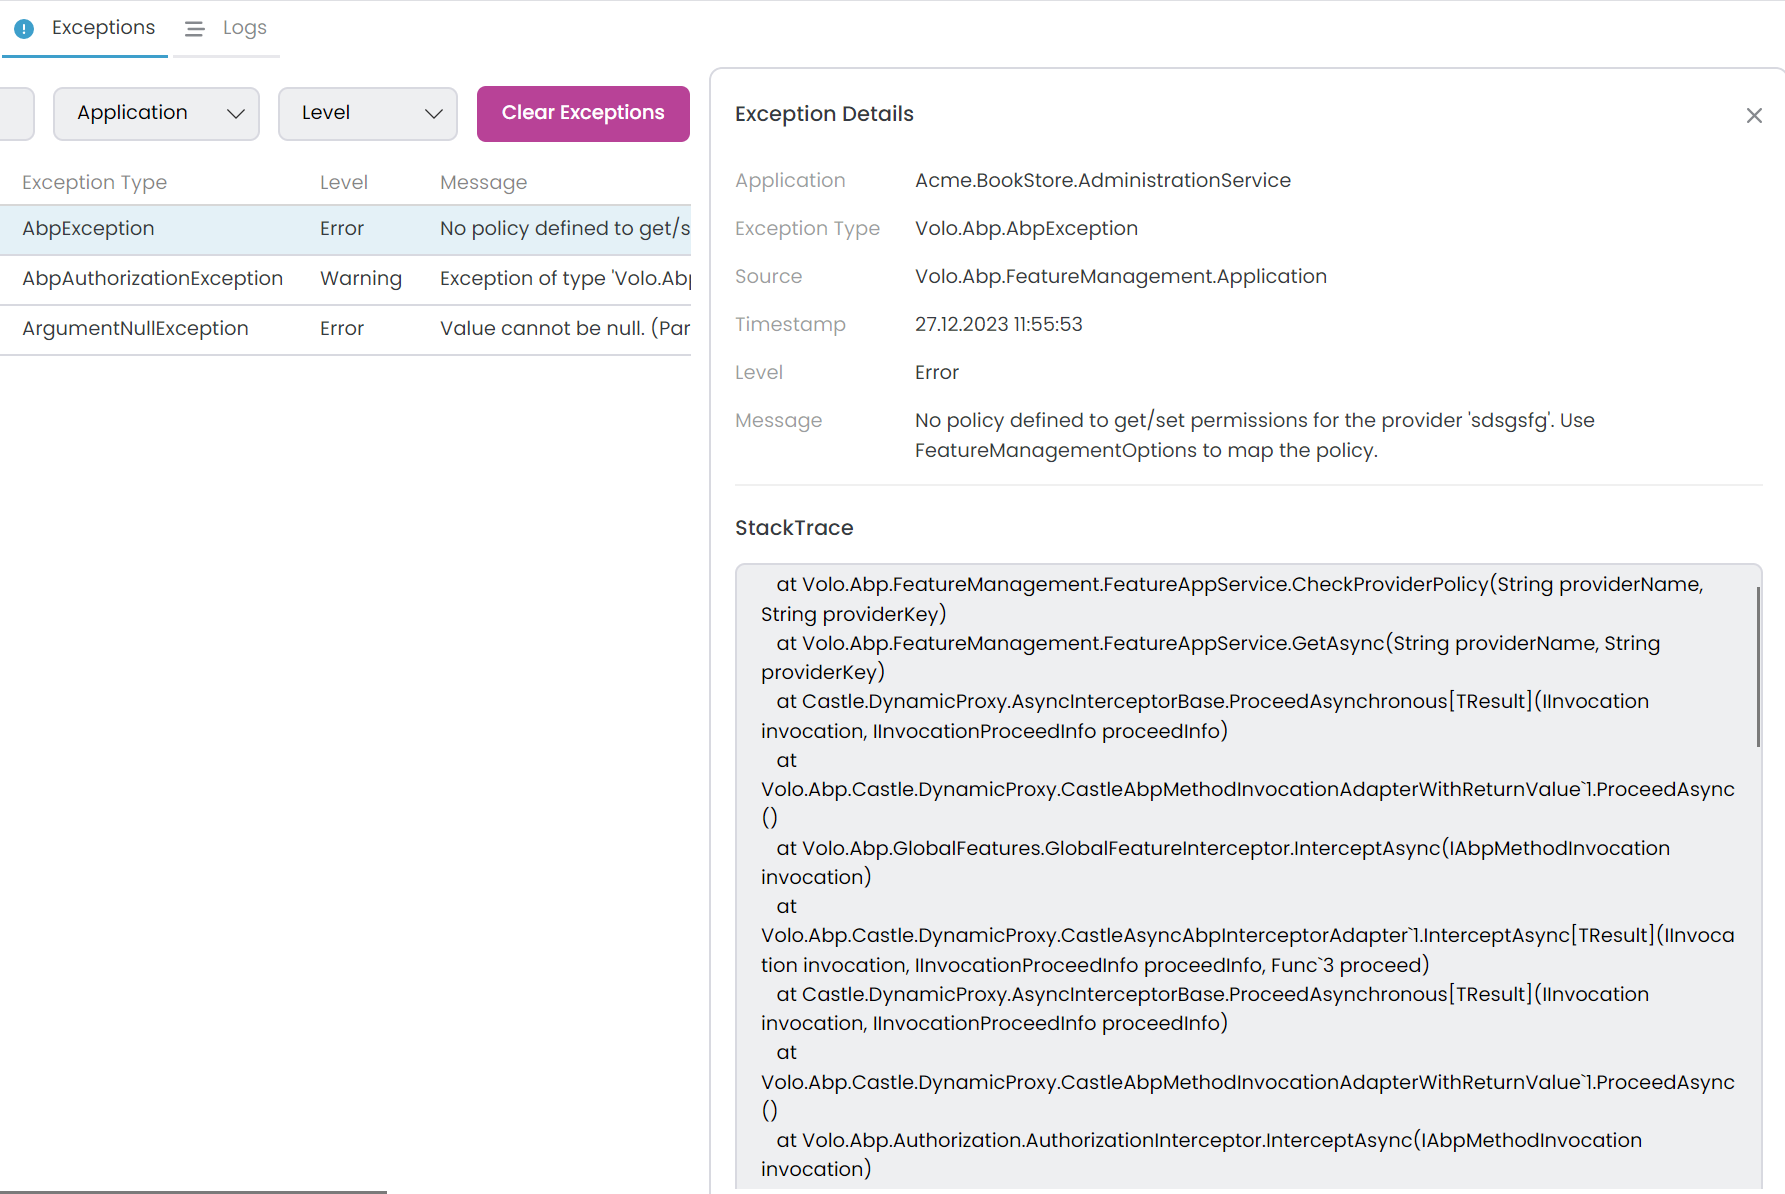 Exceptions Logs
Application Level Clear Exceptions
Exception Type Level Message
AbpException Error No policy defined to get/s
AbpAuthorizationException Warning Exception of type 'Volo.Abp
ArgumentNullException Error Value cannot be null. (Par
Exception Details
Application Acme.BookStore.AdministrationService
Exception Type Volo.Abp.AbpException
Source Volo.Abp.FeatureManagement.Application
Timestamp 27.12.2023 11:55:53
Level Error
Message No policy defined to get/set permissions for the provider 'sdsgsfg'. Use
FeatureManagementOptions to map the policy.
StackTrace
at Volo.Abp.FeatureManagement.FeatureAppService.CheckProviderPolicy(String providerName,
String providerKey)
at Volo.Abp.FeatureManagement.FeatureAppService.GetAsync(String providerName, String
providerKey)
at Castle.DynamicProxy.AsyncInterceptorBase.ProceedAsynchronous[TResult](IInvocation
invocation, IInvocationProceedInfo proceedInfo)
at
Volo.Abp.Castle.DynamicProxy.CastleAbpMethodInvocationAdapterWithReturnValue`1.ProceedAsync
()
at Volo.Abp.GlobalFeatures.GlobalFeatureInterceptor.InterceptAsync(IAbpMethodInvocation
invocation)
at
Volo.Abp.Castle.DynamicProxy.CastleAsyncAbpInterceptorAdapter`1.InterceptAsync[TResult](IInvoca
tion invocation, IInvocationProceedInfo proceedInfo, Func`3 proceed)
at Castle.DynamicProxy.AsyncInterceptorBase.ProceedAsynchronous[TResult](IInvocation
invocation, IInvocationProceedInfo proceedInfo)
at
Volo.Abp.Castle.DynamicProxy.CastleAbpMethodInvocationAdapterWithReturnValue`1.ProceedAsync
()
at Volo.Abp.Authorization.AuthorizationInterceptor.InterceptAsync(IAbpMethodInvocation
invocation)